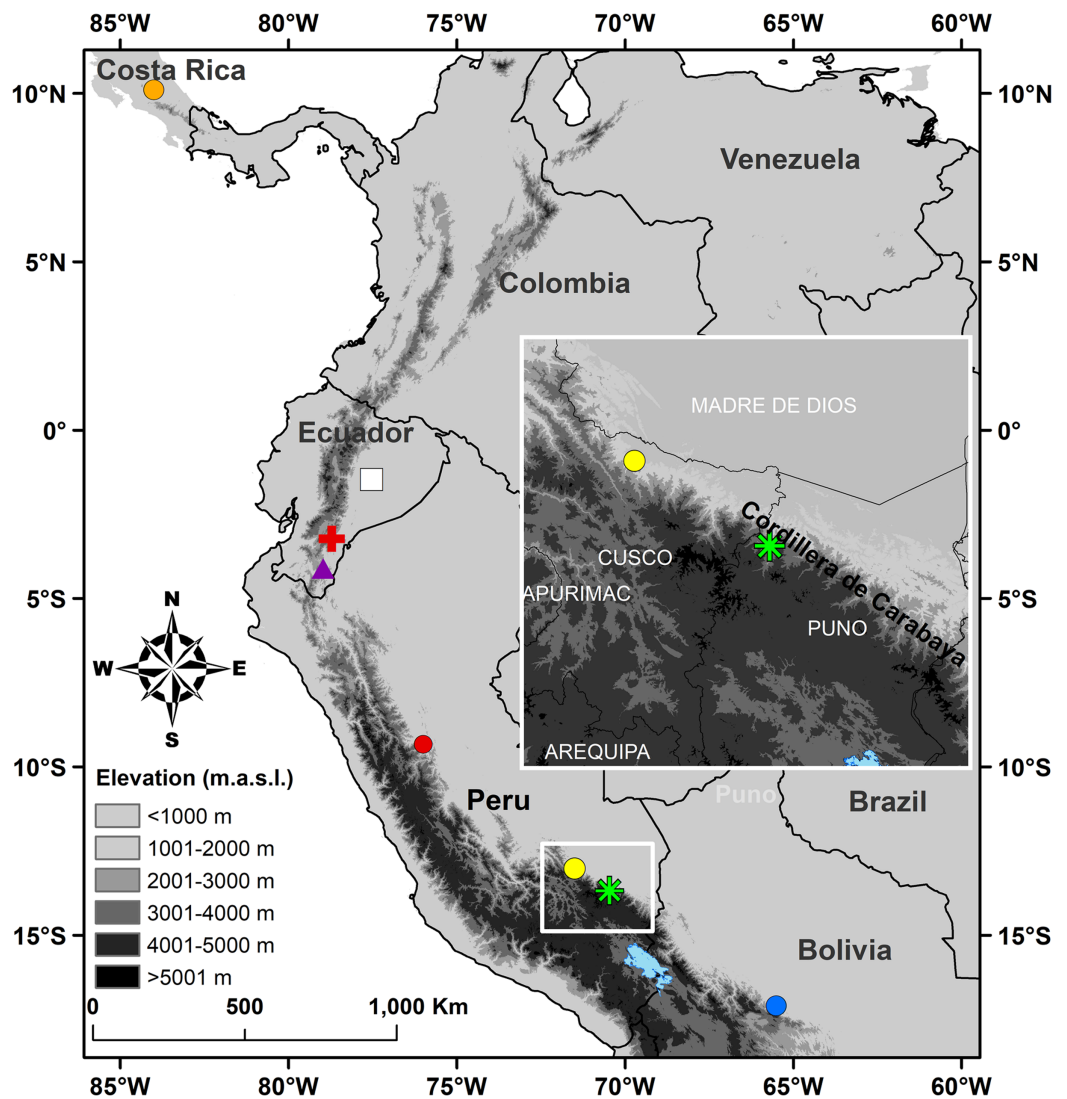 85°W 80°W 75°W 70°W 65°W 60°W
Costa Rica
10°N 10°N
Venezuela
5°N 5°N
Colombia
MADRE DE DIOS
0° 0°
Ecuador
Cordillera de Carabaya
CUSCO
APURIMAC
5°S 5°S
PUNO
N
W E
S
AREQUIPA
10°S 10°S
Elevation (m.a.s.l.)
Peru
Puno
Brazil
<1000 m
1001-2000 m
2001-3000 m
3001-4000 m
4001-5000 m
>5001 m
15°S 15°S
Bolivia
0 500 1,000 Km
85°W 80°W 75°W 70°W 65°W 60°W